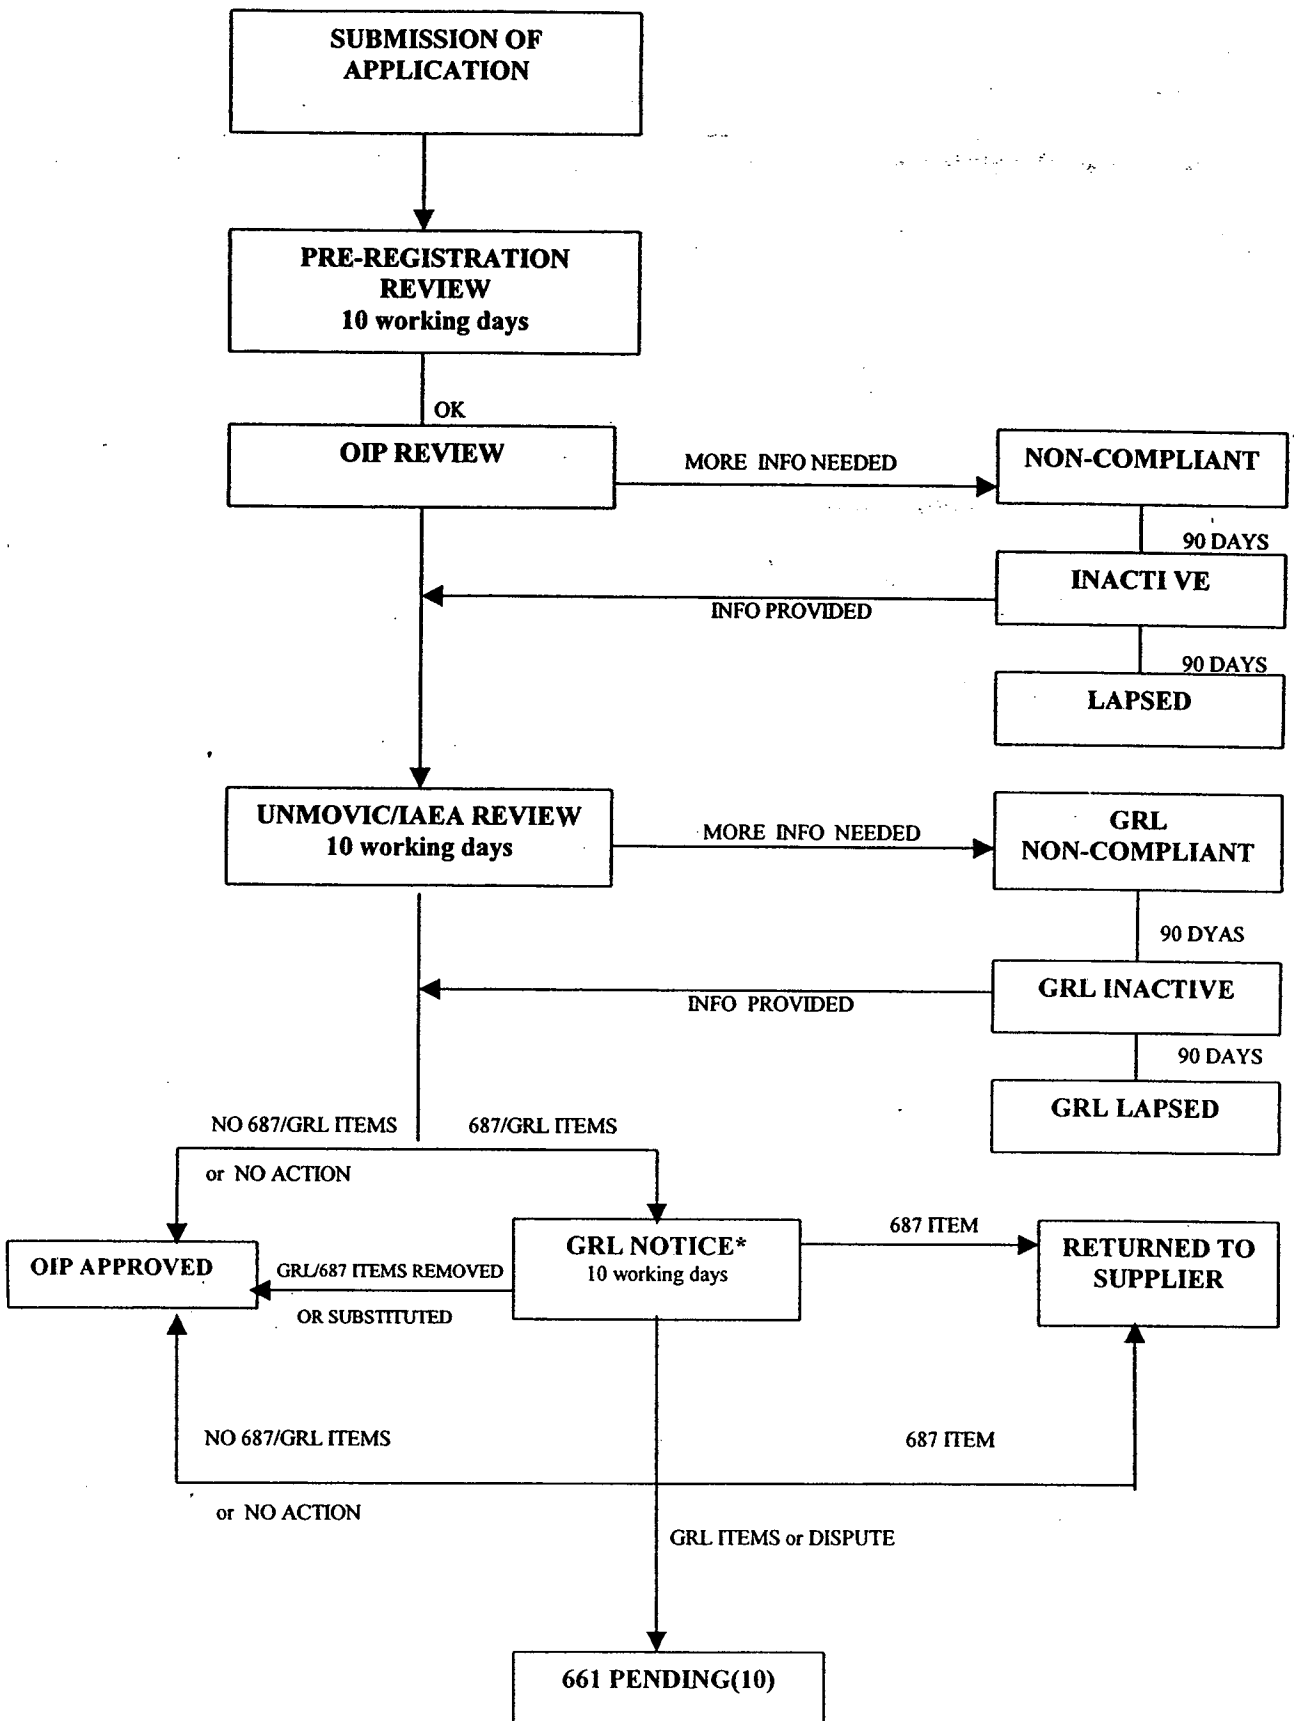 SUBMISSION OF
APPLICATION
PRE-REGISTRATION
REVIEW
10 working days
OK
OIP REVIEW
MORE INFO NEEDED
NON-COMPLIANT
90 DAYS
INACTI VE
INFO PROVIDED
90 DAYS
LAPSED
UNMOVIC/IAEA REVIEW
10 working days
MORE INFO NEEDED
GRL
NON-COMPLIANT
90 DYAS
GRL INACTIVE
INFO PROVIDED
90 DAYS
GRL LAPSED
NO 687/GRL ITEMS
687/GRL ITEMS
or NO ACTION
OIP APPROVED
GRL/687 ITEMS REMOVED
OR SUBSTITUTED
GRL NOTICE*
10 working days
687 ITEM
RETURNED TO
SUPPLIER
NO 687/GRL ITEMS
687 ITEM
or NO ACTION
GRL ITEMS or DISPUTE
661 PENDING(10)